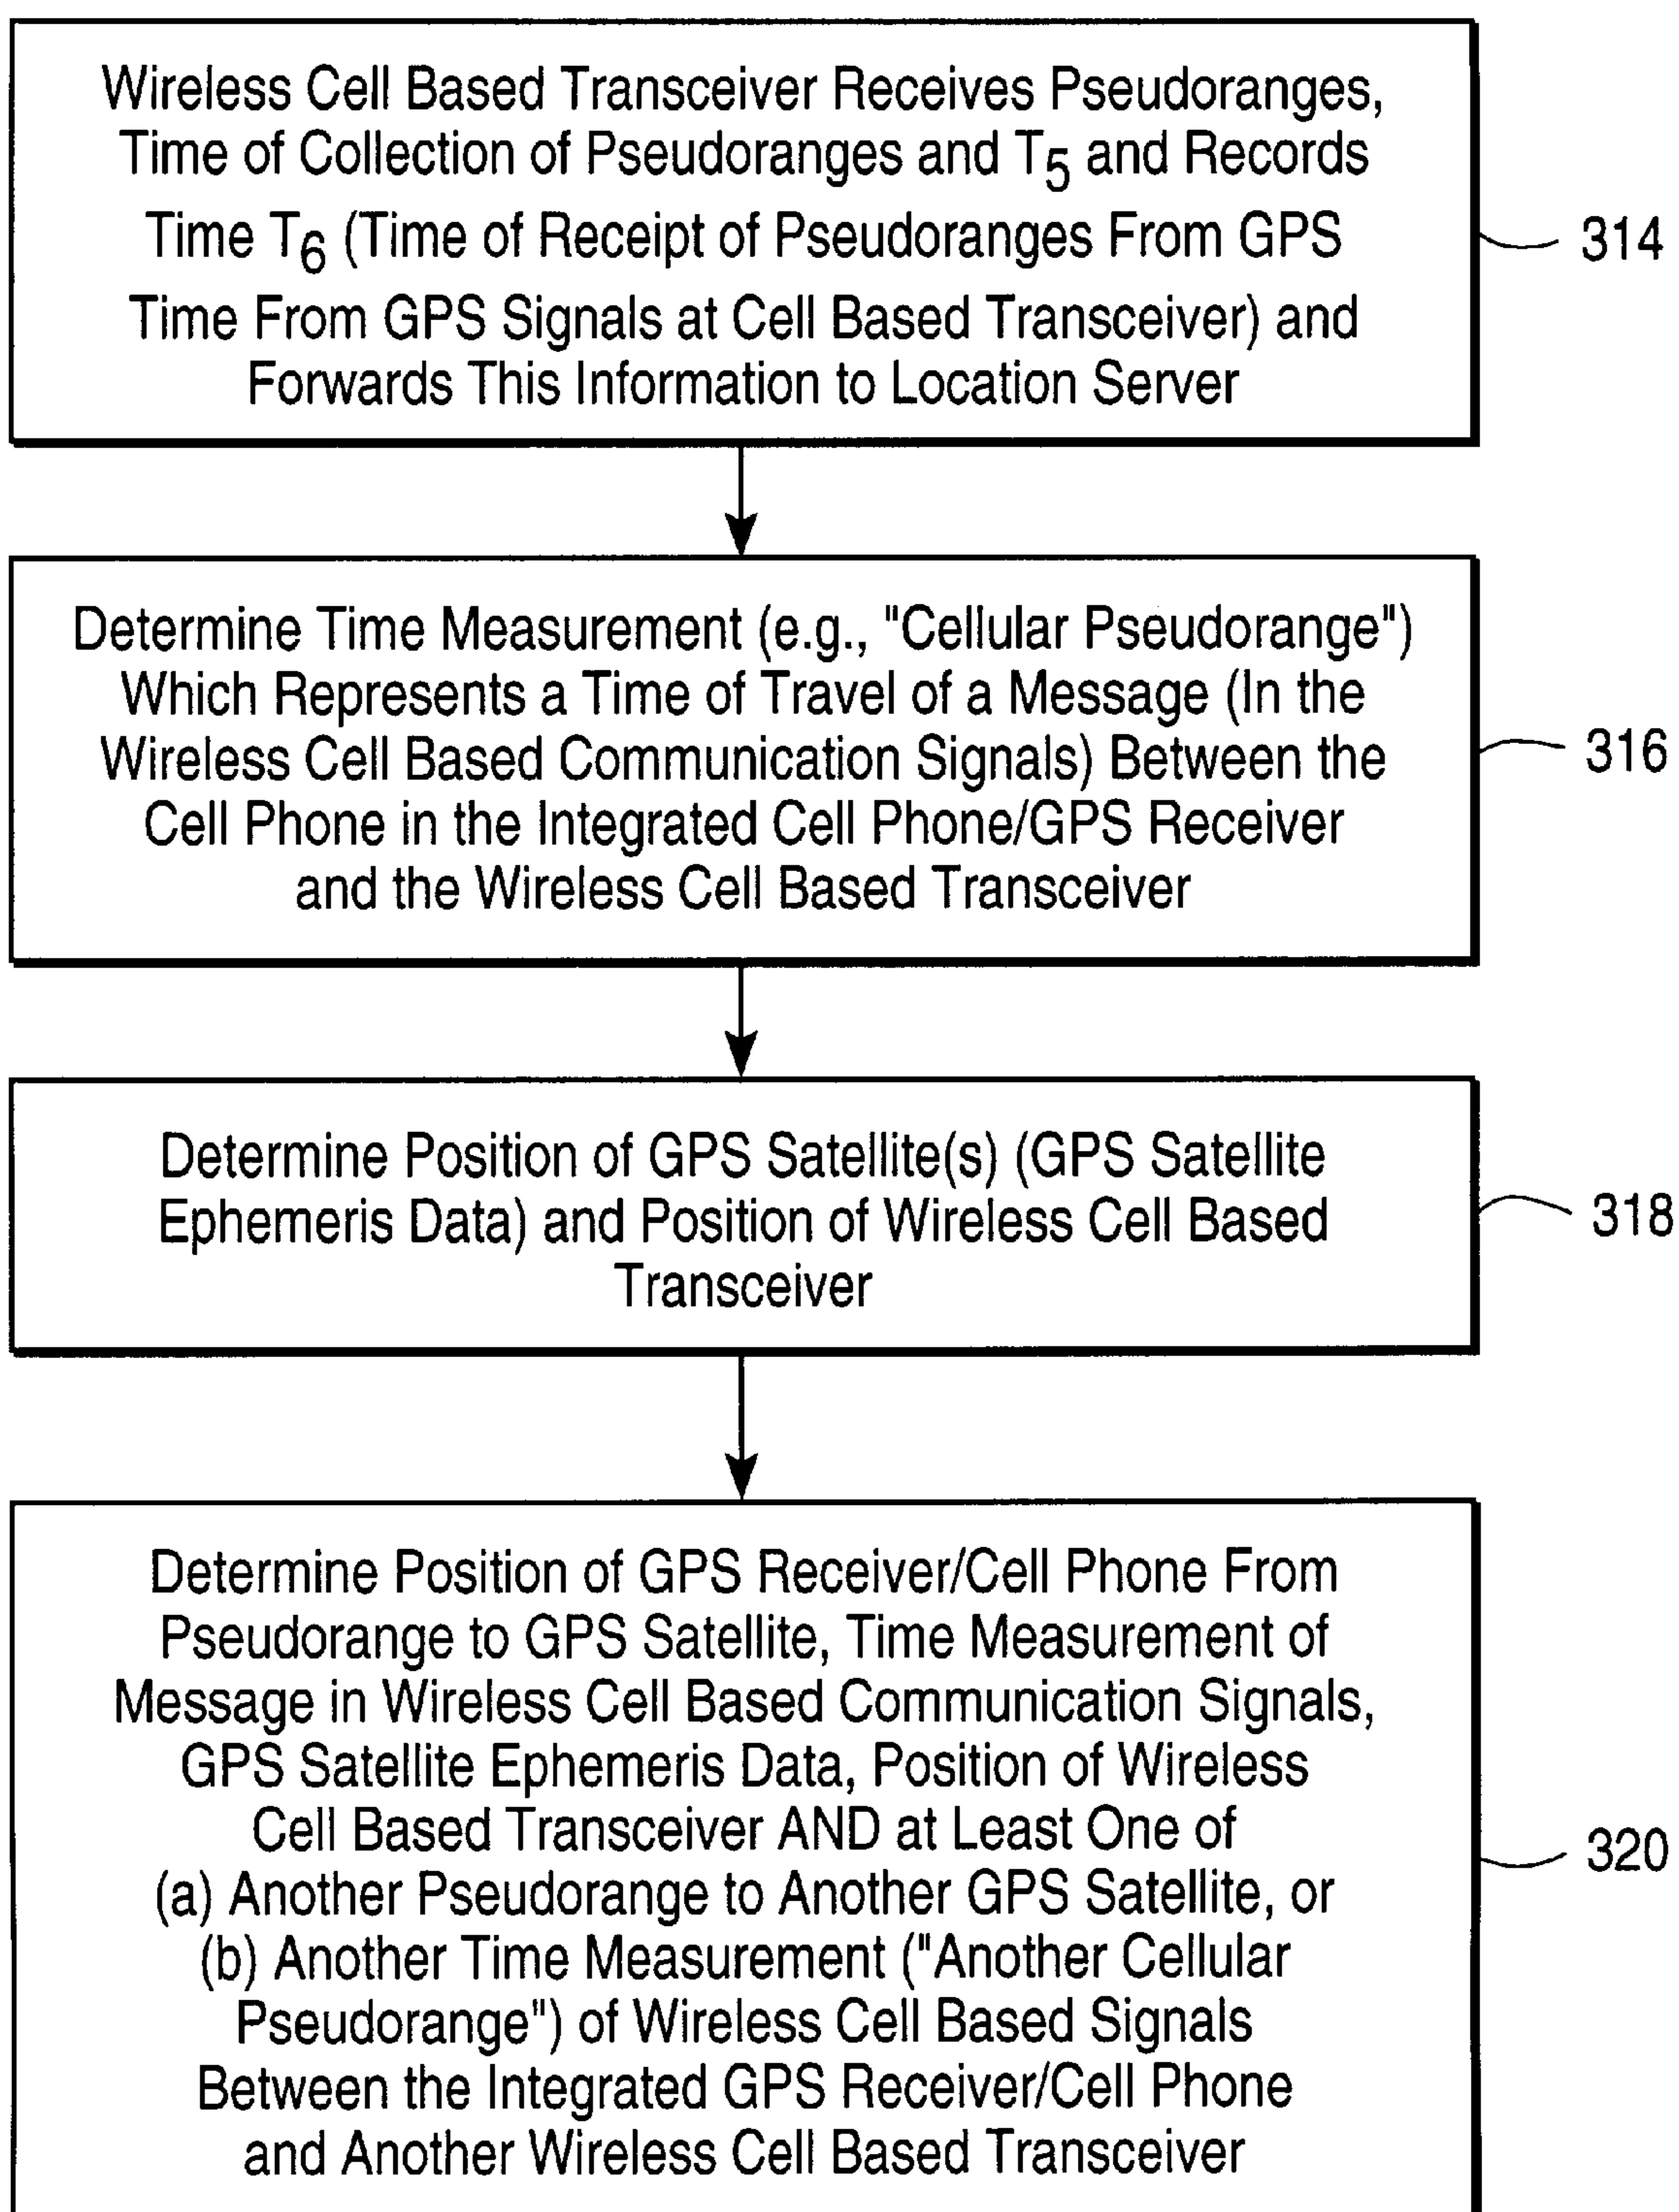 Wireless Cell Based Transceiver Receives Pseudoranges,
Time of Collection of Pseudoranges and T5 and Records
Time T6 (Time of Receipt of Pseudoranges From GPS
Time From GPS Signals at Cell Based Transceiver) and
Forwards This Information to Location Server
314
Determine Time Measurement (e.g., "Cellular Pseudorange")
Which Represents a Time of Travel of a Message (In the
Wireless Cell Based Communication Signals) Between the
Cell Phone in the Integrated Cell Phone/GPS Receiver
and the Wireless Cell Based Transceiver
316
Determine Position of GPS Satellite(s) (GPS Satellite
Ephemeris Data) and Position of Wireless Cell Based
Transceiver
318
Determine Position of GPS Receiver/Cell Phone From
Pseudorange to GPS Satellite, Time Measurement of
Message in Wireless Cell Based Communication Signals,
GPS Satellite Ephemeris Data, Position of Wireless
Cell Based Transceiver AND at Least One of
(a) Another Pseudorange to Another GPS Satellite, or
(b) Another Time Measurement ("Another Cellular
Pseudorange") of Wireless Cell Based Signals
Between the Integrated GPS Receiver/Cell Phone
and Another Wireless Cell Based Transceiver
320